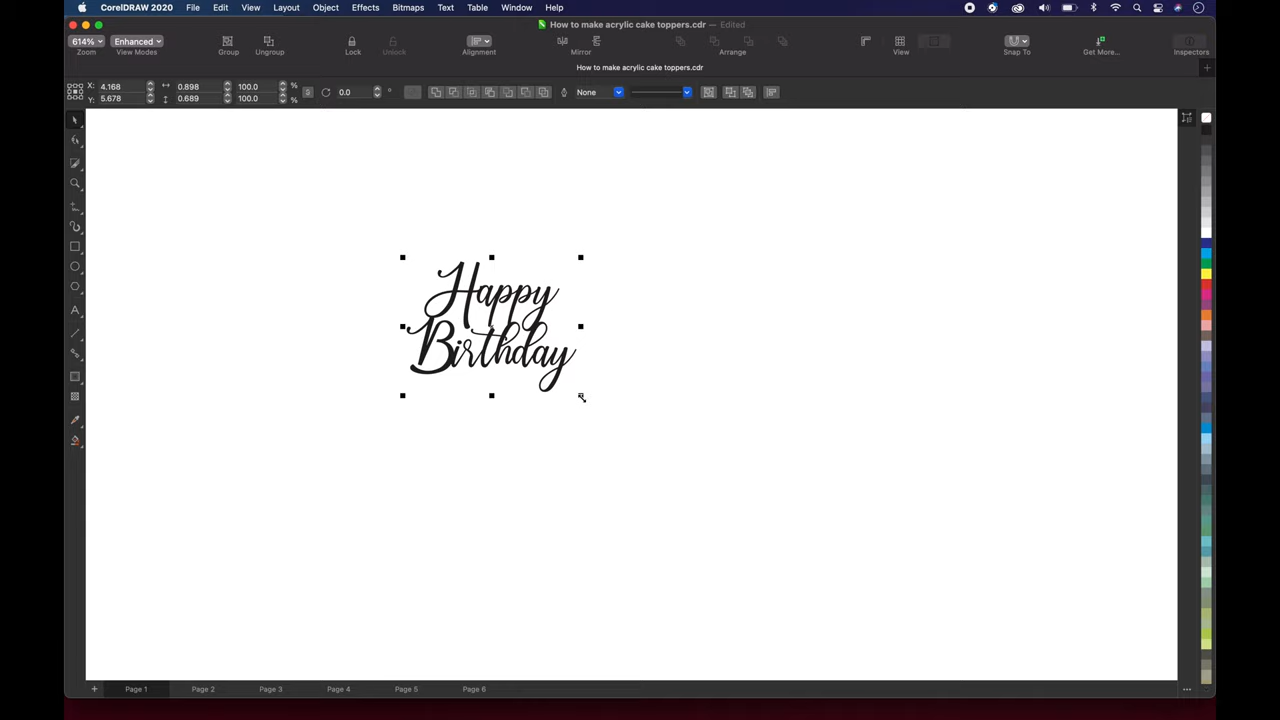 CorelDRAW 2020 File Edit View Layout Object Effects Bitmaps Text Table Window Help
How to make acrylic cake toppers.cdr — Edited
614% Enhanced
Zoom View Modes Group Ungroup Lock Unlock Alignment Mirror Arrange View Snap To Get More... Inspectors
How to make acrylic cake toppers.cdr
X: 4.168 0.898 100.0 %
Y: 5.678 0.689 100.0 %
0.0 °
None
Happy
Birthday
Page 1 Page 2 Page 3 Page 4 Page 5 Page 6